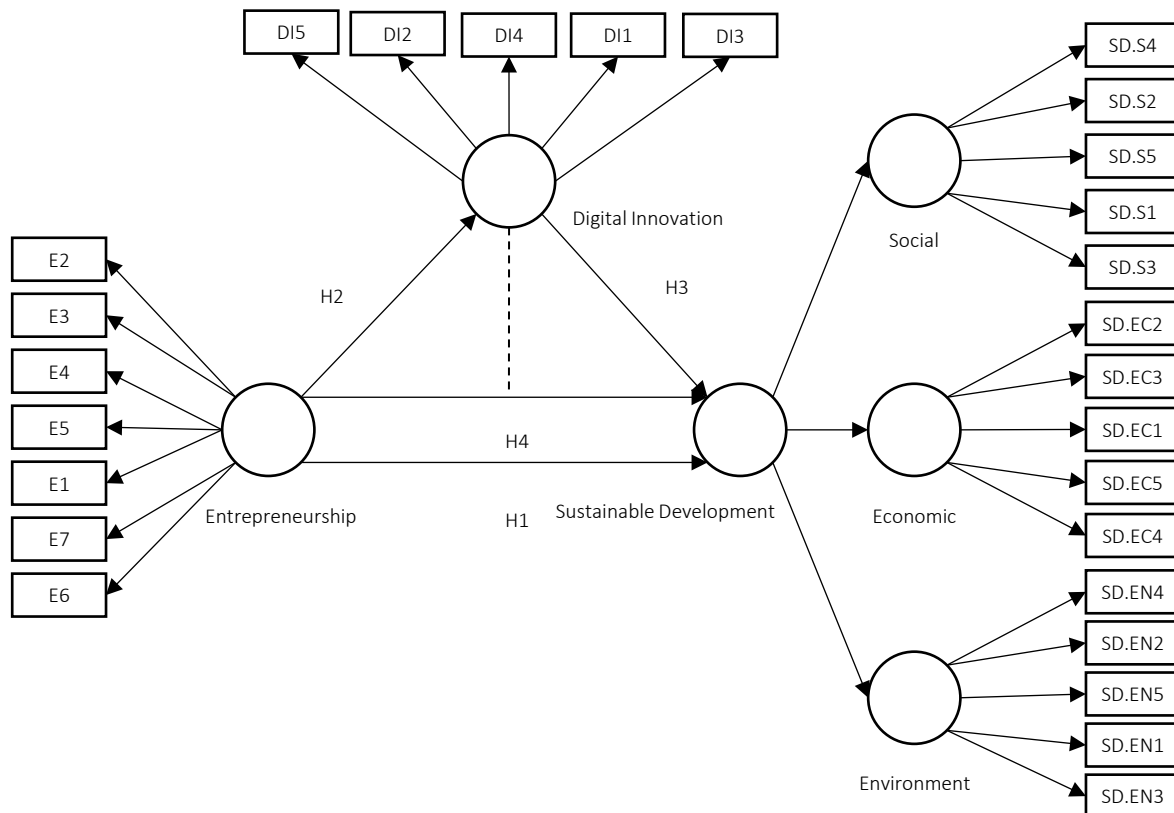 DI5
DI2
DI4
DI1
DI3
Digital Innovation
E2
E3
E4
E5
E1
E7
E6
Entrepreneurship
H2
H3
H4
H1
Sustainable Development
Social
Economic
Environment
SD.S4
SD.S2
SD.S5
SD.S1
SD.S3
SD.EC2
SD.EC3
SD.EC1
SD.EC5
SD.EC4
SD.EN4
SD.EN2
SD.EN5
SD.EN1
SD.EN3